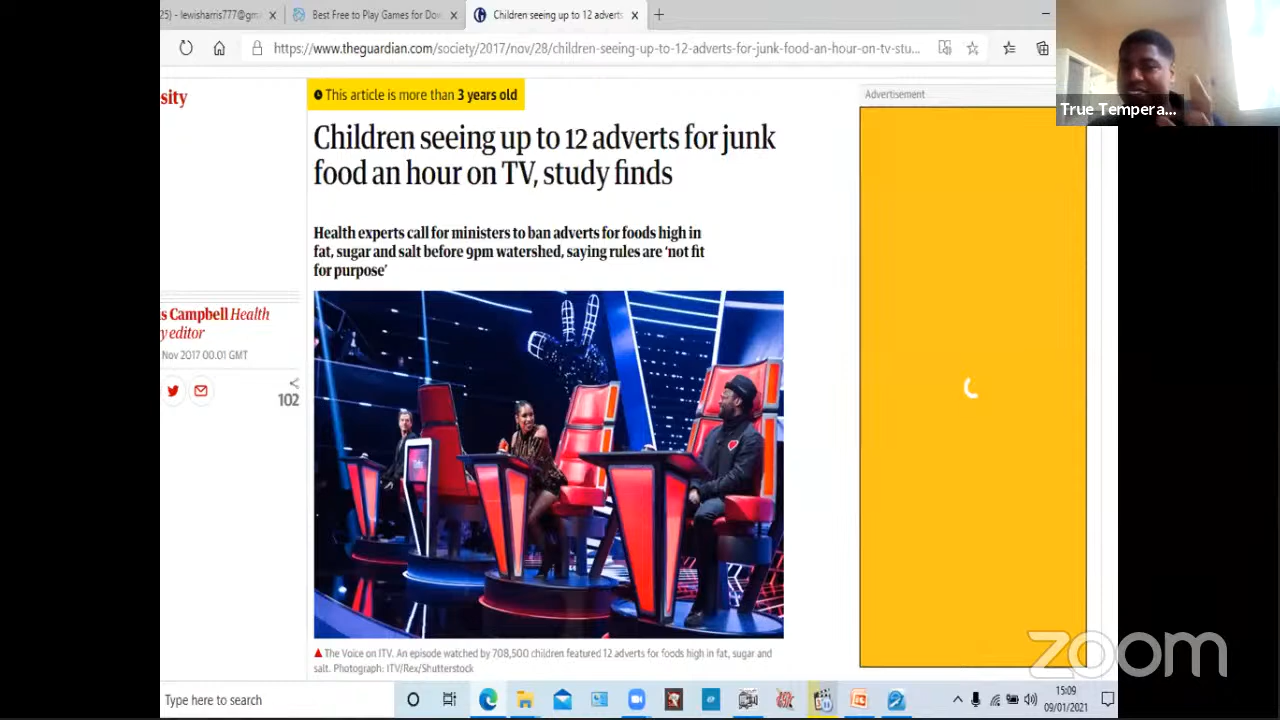 25) - lewisharris777@gm
Best Free to Play Games for Dow
Children seeing up to 12 adverts
https://www.theguardian.com/society/2017/nov/28/children-seeing-up-to-12-adverts-for-junk-food-an-hour-on-tv-stu...
True Tempera...
sity
This article is more than 3 years old
Advertisement
Children seeing up to 12 adverts for junk
food an hour on TV, study finds
Health experts call for ministers to ban adverts for foods high in
fat, sugar and salt before 9pm watershed, saying rules are ‘not fit
for purpose’
s Campbell Health
y editor
Nov 2017 00.01 GMT
102
The Voice on ITV. An episode watched by 708,500 children featured 12 adverts for foods high in fat, sugar and
salt. Photograph: ITV/Rex/Shutterstock
zoom
Type here to search
15:09
09/01/2021